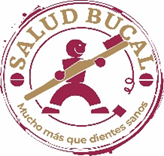 SALUD BUCAL
Mucho más que dientes sanos